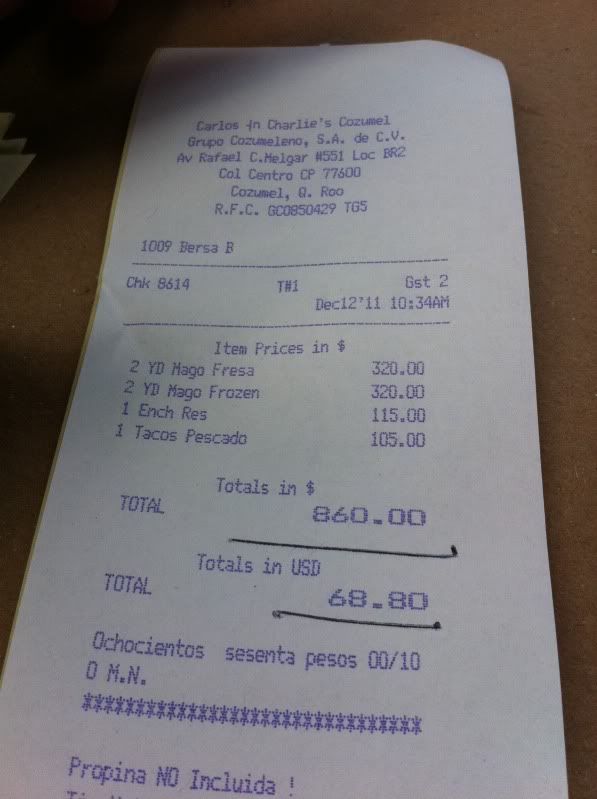 Carlos -n Charlie's Cozumel
Grupo Cozumeleno, S.A. de C.V.
Av Rafael C.Melgar #551 Loc BR2
Col Centro CP 77600
Cozumel, Q. Roo
R.F.C. GCO850429 TG5
1009 Bersa B
Chk 8614 T#1 Gst 2
Dec12'11 10:34AM
Item Prices in $
2 YD Mago Fresa 320.00
2 YD Mago Frozen 320.00
1 Ench Res 115.00
1 Tacos Pescado 105.00
Totals in $
TOTAL 860.00
Totals in USD
TOTAL 68.80
Ochocientos sesenta pesos 00/10
0 M.N.
********************************
Propina NO Incluida !